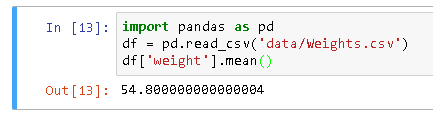 In [13]: import pandas as pd
df = pd.read_csv('data/Weights.csv')
df['weight'].mean()
Out[13]: 54.800000000000004